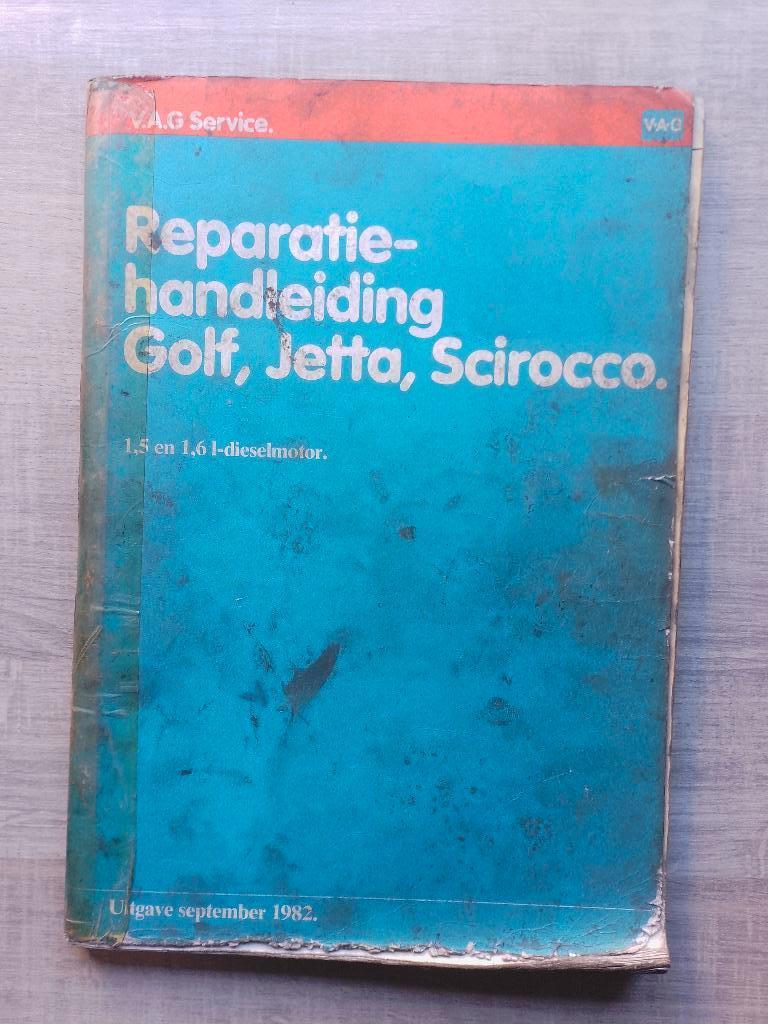 V.A.G Service.
V·A·G
Reparatie-
handleiding
Golf, Jetta, Scirocco.
1,5 en 1,6 l-dieselmotor.
Uitgave september 1982.